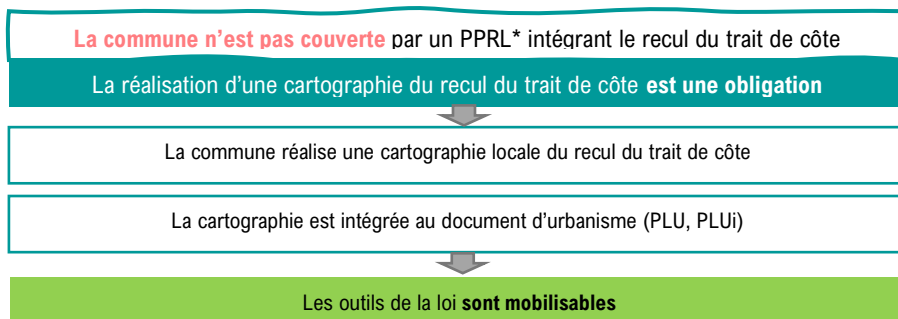 La commune n'est pas couverte par un PPRL* intégrant le recul du trait de côte
La réalisation d'une cartographie du recul du trait de côte est une obligation
La commune réalise une cartographie locale du recul du trait de côte
La cartographie est intégrée au document d'urbanisme (PLU, PLUi)
Les outils de la loi sont mobilisables